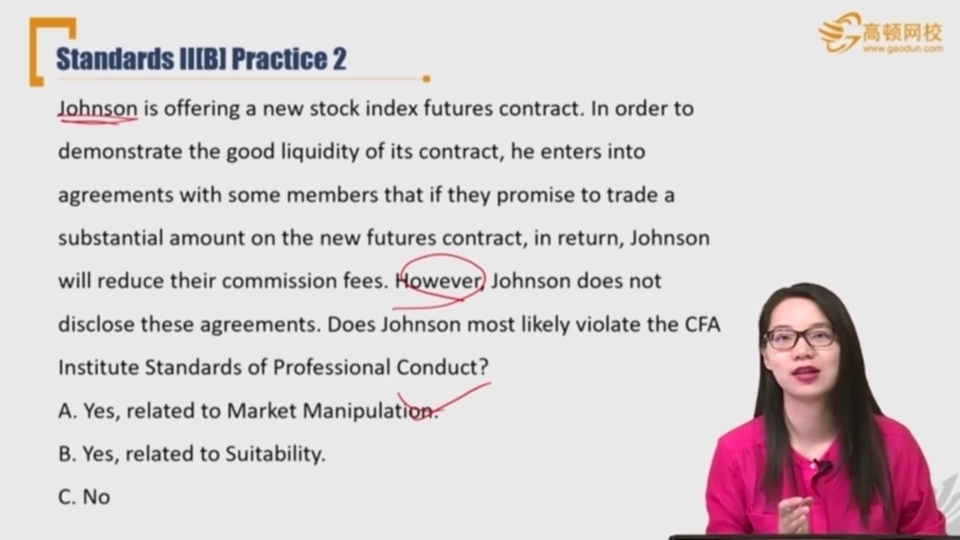 Standards II[B] Practice 2
高顿网校
www.gaodun.com
Johnson is offering a new stock index futures contract. In order to
demonstrate the good liquidity of its contract, he enters into
agreements with some members that if they promise to trade a
substantial amount on the new futures contract, in return, Johnson
will reduce their commission fees. However, Johnson does not
disclose these agreements. Does Johnson most likely violate the CFA
Institute Standards of Professional Conduct?
A. Yes, related to Market Manipulation.
B. Yes, related to Suitability.
C. No